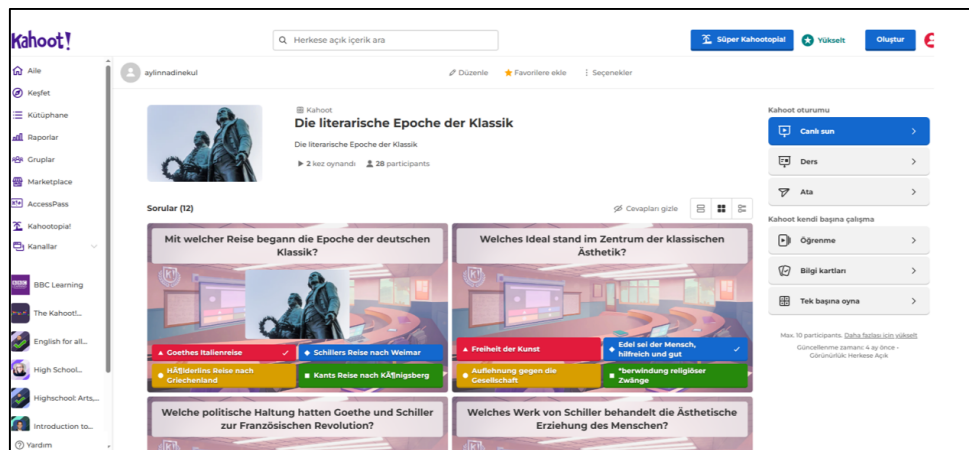 Kahoot!
Herkese açık içerik ara
Süper Kahootopia!
Yükselt
Oluştur
Aile
Keşfet
Kütüphane
Raporlar
Gruplar
Marketplace
AccessPass
Kahootopia!
Kanallar
BBC Learning
The Kahoot!...
English for all...
High School...
Highschool: Arts,...
Introduction to...
Yardım
aylinnadinekul
Düzenle
Favorilere ekle
Seçenekler
Kahoot
Die literarische Epoche der Klassik
Die literarische Epoche der Klassik
2 kez oynandı 28 participants
Sorular (12)
Cevapları gizle
Mit welcher Reise begann die Epoche der deutschen
Klassik?
Goethes Italienreise
Schillers Reise nach Weimar
HÃ¶lderlins Reise nach
Griechenland
Kants Reise nach KÃ¶nigsberg
Welches Ideal stand im Zentrum der klassischen
Ästhetik?
Freiheit der Kunst
Edel sei der Mensch,
hilfreich und gut
Auflehnung gegen die
Gesellschaft
"berwindung religiöser
Zwänge
Welche politische Haltung hatten Goethe und Schiller
zur Französischen Revolution?
Welches Werk von Schiller behandelt die Ästhetische
Erziehung des Menschen?
Kahoot oturumu
Canlı sun
Ders
Ata
Kahoot kendi başına çalışma
Öğrenme
Bilgi kartları
Tek başına oyna
Max. 10 participants. Daha fazlası için yükselt
Güncellenme zamanı: 4 ay önce •
Görünürlük: Herkese Açık